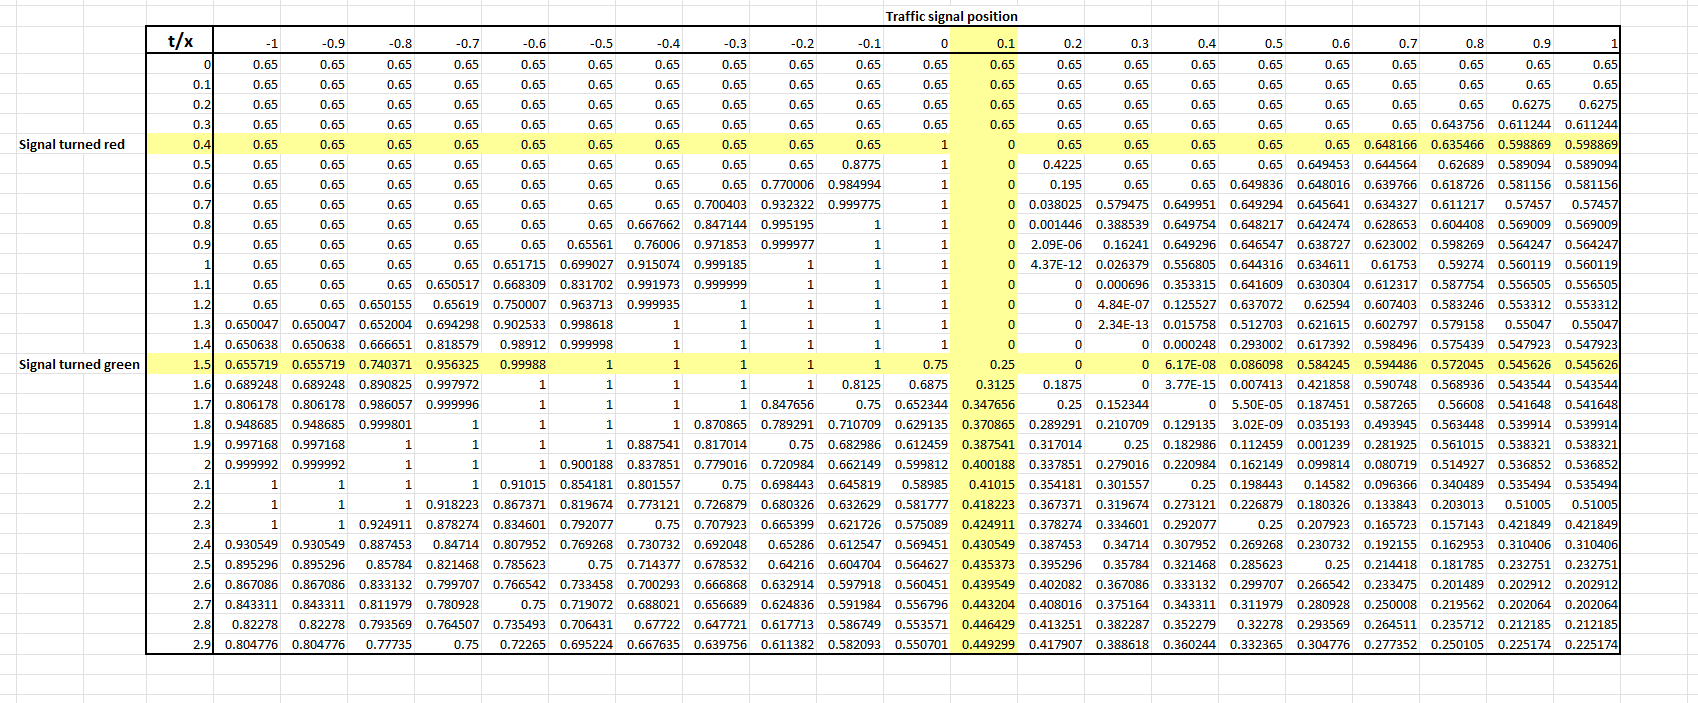 Traffic signal position
t/x -1 -0.9 -0.8 -0.7 -0.6 -0.5 -0.4 -0.3 -0.2 -0.1 0 0.1 0.2 0.3 0.4 0.5 0.6 0.7 0.8 0.9 1
0 0.65 0.65 0.65 0.65 0.65 0.65 0.65 0.65 0.65 0.65 0.65 0.65 0.65 0.65 0.65 0.65 0.65 0.65 0.65 0.65 0.65
0.1 0.65 0.65 0.65 0.65 0.65 0.65 0.65 0.65 0.65 0.65 0.65 0.65 0.65 0.65 0.65 0.65 0.65 0.65 0.65 0.65 0.65
0.2 0.65 0.65 0.65 0.65 0.65 0.65 0.65 0.65 0.65 0.65 0.65 0.65 0.65 0.65 0.65 0.65 0.65 0.65 0.65 0.6275 0.6275
0.3 0.65 0.65 0.65 0.65 0.65 0.65 0.65 0.65 0.65 0.65 0.65 0.65 0.65 0.65 0.65 0.65 0.65 0.65 0.643756 0.611244 0.611244
Signal turned red 0.4 0.65 0.65 0.65 0.65 0.65 0.65 0.65 0.65 0.65 0.65 1 0 0.65 0.65 0.65 0.65 0.65 0.648166 0.635466 0.598869 0.598869
0.5 0.65 0.65 0.65 0.65 0.65 0.65 0.65 0.65 0.65 0.8775 1 0 0.4225 0.65 0.65 0.65 0.649453 0.644564 0.62689 0.589094 0.589094
0.6 0.65 0.65 0.65 0.65 0.65 0.65 0.65 0.65 0.770006 0.984994 1 0 0.195 0.65 0.65 0.649836 0.648016 0.639766 0.618726 0.581156 0.581156
0.7 0.65 0.65 0.65 0.65 0.65 0.65 0.65 0.700403 0.932322 0.999775 1 0 0.038025 0.579475 0.649951 0.649294 0.645641 0.634327 0.611217 0.57457 0.57457
0.8 0.65 0.65 0.65 0.65 0.65 0.65 0.667662 0.847144 0.995195 1 1 0 0.001446 0.388539 0.649754 0.648217 0.642474 0.628653 0.604408 0.569009 0.569009
0.9 0.65 0.65 0.65 0.65 0.65 0.65561 0.76006 0.971853 0.999977 1 1 0 2.09E-06 0.16241 0.649296 0.646547 0.638727 0.623002 0.598269 0.564247 0.564247
1 0.65 0.65 0.65 0.65 0.651715 0.699027 0.915074 0.999185 1 1 1 0 4.37E-12 0.026379 0.556805 0.644316 0.634611 0.61753 0.59274 0.560119 0.560119
1.1 0.65 0.65 0.65 0.650517 0.668309 0.831702 0.991973 0.999999 1 1 1 0 0 0.000696 0.353315 0.641609 0.630304 0.612317 0.587754 0.556505 0.556505
1.2 0.65 0.65 0.650155 0.65619 0.750007 0.963713 0.999935 1 1 1 1 0 0 4.84E-07 0.125527 0.637072 0.62594 0.607403 0.583246 0.553312 0.553312
1.3 0.650047 0.650047 0.652004 0.694298 0.902533 0.998618 1 1 1 1 1 0 0 2.34E-13 0.015758 0.512703 0.621615 0.602797 0.579158 0.55047 0.55047
1.4 0.650638 0.650638 0.666651 0.818579 0.98912 0.999998 1 1 1 1 1 0 0 0 0.000248 0.293002 0.617392 0.598496 0.575439 0.547923 0.547923
Signal turned green 1.5 0.655719 0.655719 0.740371 0.956325 0.99988 1 1 1 1 1 0.75 0.25 0 0 6.17E-08 0.086098 0.584245 0.594486 0.572045 0.545626 0.545626
1.6 0.689248 0.689248 0.890825 0.997972 1 1 1 1 1 0.8125 0.6875 0.3125 0.1875 0 3.77E-15 0.007413 0.421858 0.590748 0.568936 0.543544 0.543544
1.7 0.806178 0.806178 0.986057 0.999996 1 1 1 1 0.847656 0.75 0.652344 0.347656 0.25 0.152344 0 5.50E-05 0.187451 0.587265 0.56608 0.541648 0.541648
1.8 0.948685 0.948685 0.999801 1 1 1 1 0.870865 0.789291 0.710709 0.629135 0.370865 0.289291 0.210709 0.129135 3.02E-09 0.035193 0.493945 0.563448 0.539914 0.539914
1.9 0.997168 0.997168 1 1 1 1 0.887541 0.817014 0.75 0.682986 0.612459 0.387541 0.317014 0.25 0.182986 0.112459 0.001239 0.281925 0.561015 0.538321 0.538321
2 0.999992 0.999992 1 1 1 0.900188 0.837851 0.779016 0.720984 0.662149 0.599812 0.400188 0.337851 0.279016 0.220984 0.162149 0.099814 0.080719 0.514927 0.536852 0.536852
2.1 1 1 1 1 0.91015 0.854181 0.801557 0.75 0.698443 0.645819 0.58985 0.41015 0.354181 0.301557 0.25 0.198443 0.14582 0.096366 0.340489 0.535494 0.535494
2.2 1 1 1 0.918223 0.867371 0.819674 0.773121 0.726879 0.680326 0.632629 0.581777 0.418223 0.367371 0.319674 0.273121 0.226879 0.180326 0.133843 0.203013 0.51005 0.51005
2.3 1 1 0.924911 0.878274 0.834601 0.792077 0.75 0.707923 0.665399 0.621726 0.575089 0.424911 0.378274 0.334601 0.292077 0.25 0.207923 0.165723 0.157143 0.421849 0.421849
2.4 0.930549 0.930549 0.887453 0.84714 0.807952 0.769268 0.730732 0.692048 0.65286 0.612547 0.569451 0.430549 0.387453 0.34714 0.307952 0.269268 0.230732 0.192155 0.162953 0.310406 0.310406
2.5 0.895296 0.895296 0.85784 0.821468 0.785623 0.75 0.714377 0.678532 0.64216 0.604704 0.564627 0.435373 0.395296 0.35784 0.321468 0.285623 0.25 0.214418 0.181785 0.232751 0.232751
2.6 0.867086 0.867086 0.833132 0.799707 0.766542 0.733458 0.700293 0.666868 0.632914 0.597918 0.560451 0.439549 0.402082 0.367086 0.333132 0.299707 0.266542 0.233475 0.201489 0.202912 0.202912
2.7 0.843311 0.843311 0.811979 0.780928 0.75 0.719072 0.688021 0.656689 0.624836 0.591984 0.556796 0.443204 0.408016 0.375164 0.343311 0.311979 0.280928 0.250008 0.219562 0.202064 0.202064
2.8 0.82278 0.82278 0.793569 0.764507 0.735493 0.706431 0.67722 0.647721 0.617713 0.586749 0.553571 0.446429 0.413251 0.382287 0.352279 0.32278 0.293569 0.264511 0.235712 0.212185 0.212185
2.9 0.804776 0.804776 0.77735 0.75 0.72265 0.695224 0.667635 0.639756 0.611382 0.582093 0.550701 0.449299 0.417907 0.388618 0.360244 0.332365 0.304776 0.277352 0.250105 0.225174 0.225174